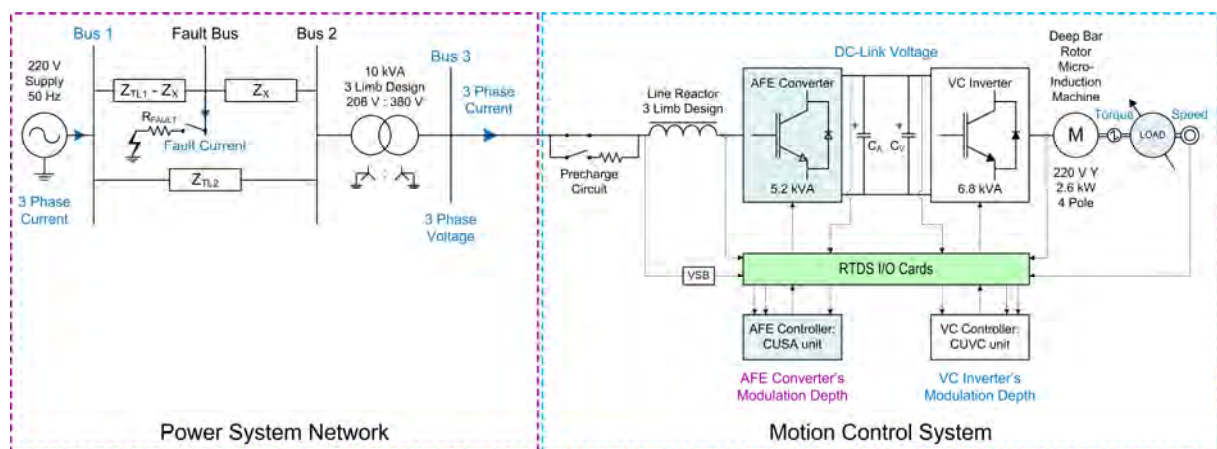 Bus 1
Fault Bus
Bus 2
220 V
Supply
50 Hz
Z_TL1 - Z_X
Z_X
R_FAULT
Fault Current
Z_TL2
3 Phase
Current
10 kVA
3 Limb Design
208 V : 380 V
Bus 3
3 Phase
Current
3 Phase
Voltage
Power System Network
Precharge
Circuit
Line Reactor
3 Limb Design
AFE Converter
5.2 kVA
DC-Link Voltage
+
C_A
+
C_V
VC Inverter
6.8 kVA
Deep Bar
Rotor
Micro-
Induction
Machine
M
Torque
LOAD
Speed
220 V Y
2.6 kW
4 Pole
VSB
RTDS I/O Cards
AFE Controller:
CUSA unit
VC Controller:
CUVC unit
AFE Converter's
Modulation Depth
VC Inverter's
Modulation Depth
Motion Control System